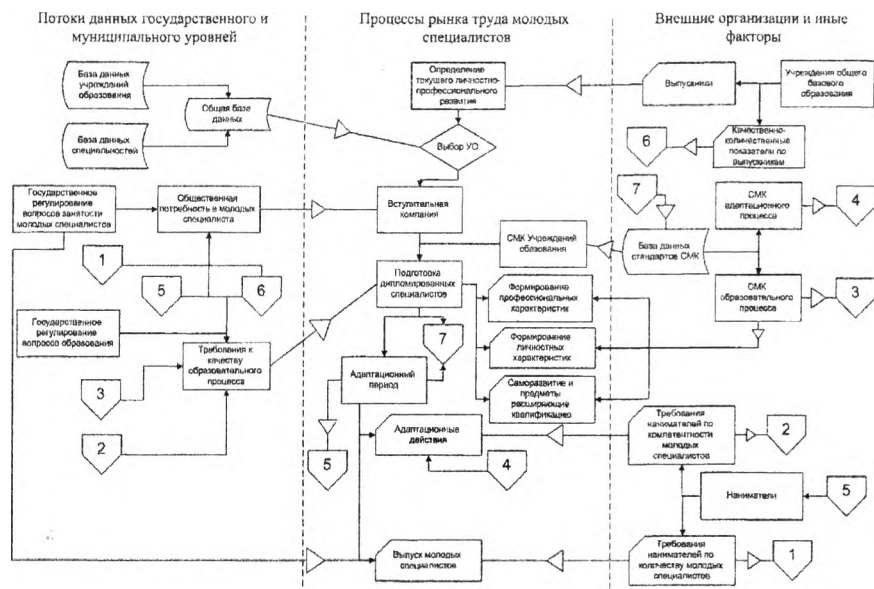 Потоки данных государственного и
муниципального уровней
Процессы рынка труда молодых
специалистов
Внешние организации и иные
факторы
База данных
учреждений
образования
Общая база
данных
База данных
специальностей
Определение
текущего личностно-
профессионального
развития
Выпускники
Учреждения общего
базового
образования
Выбор УО
6
Качественно-
количественные
показатели по
выпускникам
Государственное
регулирование
вопросов занятости
молодых специалистов
Общественная
потребность в молодых
специалиста
Вступительная
компания
7
СМК
адаптационного
процесса
4
СМК Учреждений
образования
База данных
стандартов СМК
1
5
6
Подготовка
дипломированных
специалистов
Формирование
профессиональных
характеристик
СМК
образовательного
процесса
3
Государственное
регулирование
вопросов образования
Требования к
качеству
образовательного
процесса
7
Формирование
личностных
характеристик
Адаптационный
период
3
Саморазвитие и
предметы
расширяющие
квалификацию
2
5
Адаптационные
действия
4
Требования
нанимателей по
компетентности
молодых
специалистов
2
Наниматели
5
Выпуск молодых
специалистов
Требования
нанимателей по
количеству молодых
специалистов
1